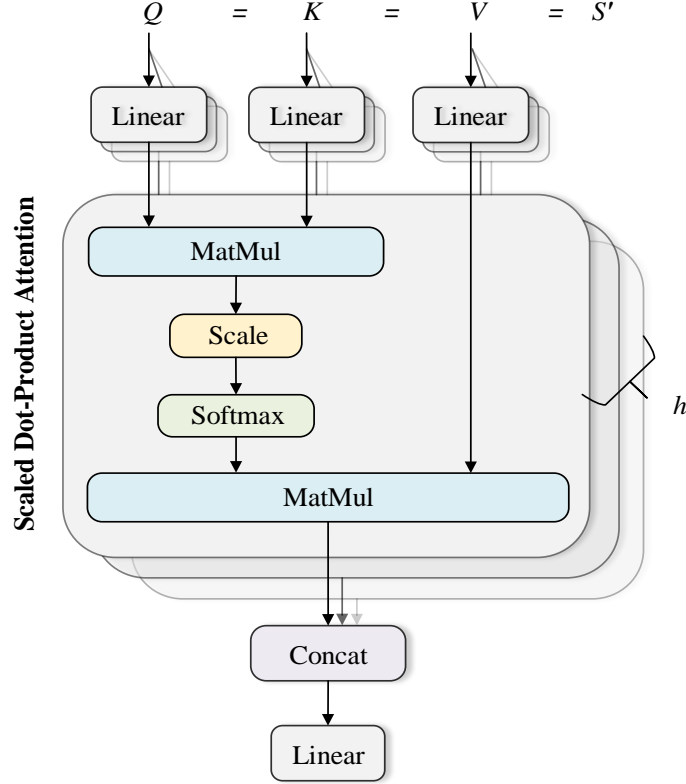 Q = K = V = S′
Linear Linear Linear
Scaled Dot-Product Attention
MatMul
Scale
Softmax
h
MatMul
Concat
Linear